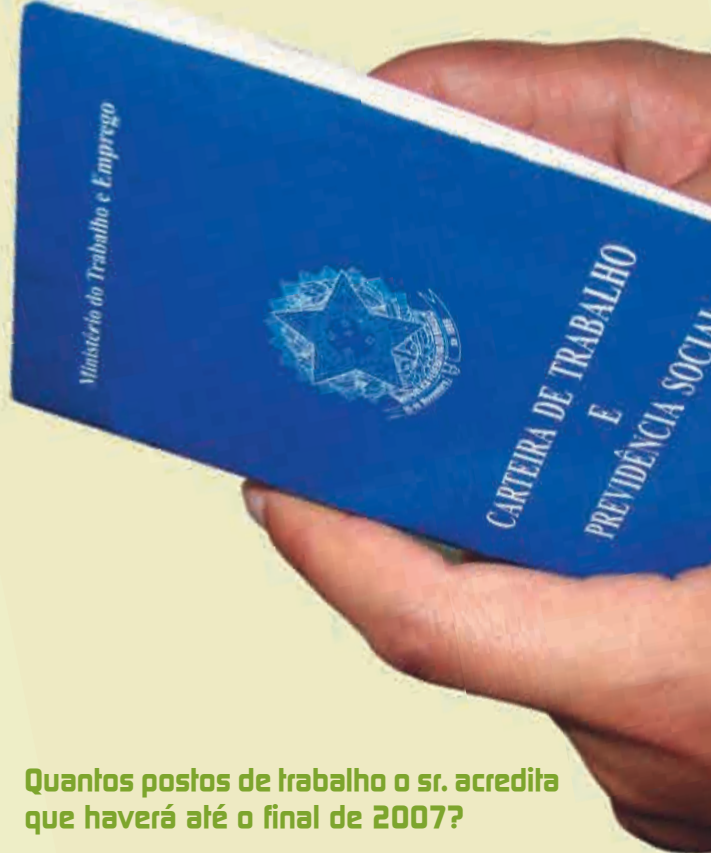 Ministério do Trabalho e Emprego
CARTEIRA DE TRABALHO
E
PREVIDÊNCIA SOCIAL
Quantos postos de trabalho o sr. acredita
que haverá até o final de 2007?